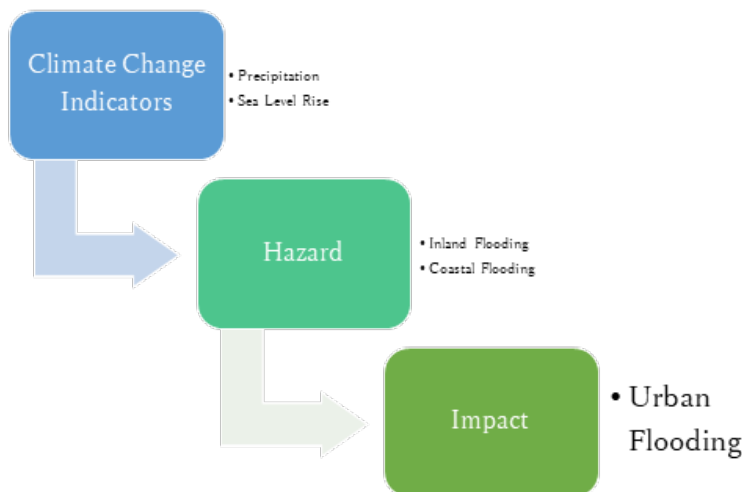 Climate Change
Indicators
• Precipitation
• Sea Level Rise
Hazard
• Inland Flooding
• Coastal Flooding
Impact
• Urban
Flooding